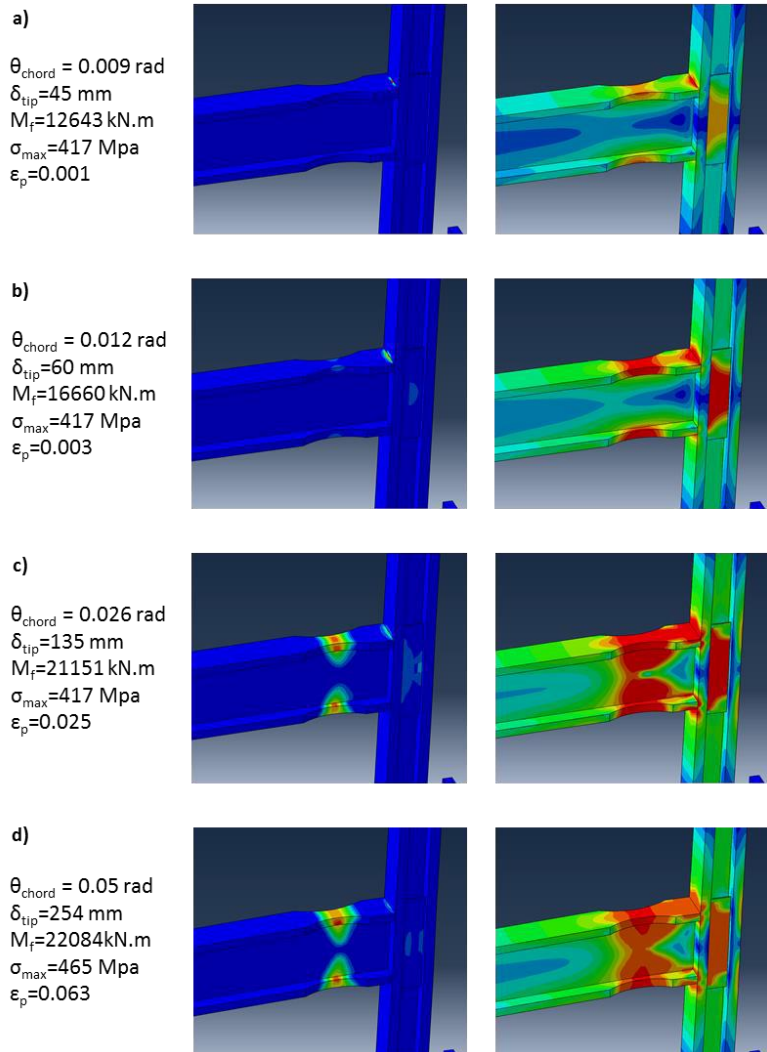 a)
θchord = 0.009 rad
δtip=45 mm
Mf=12643 kN.m
σmax=417 Mpa
εp=0.001
b)
θchord = 0.012 rad
δtip=60 mm
Mf=16660 kN.m
σmax=417 Mpa
εp=0.003
c)
θchord = 0.026 rad
δtip=135 mm
Mf=21151 kN.m
σmax=417 Mpa
εp=0.025
d)
θchord = 0.05 rad
δtip=254 mm
Mf=22084kN.m
σmax=465 Mpa
εp=0.063